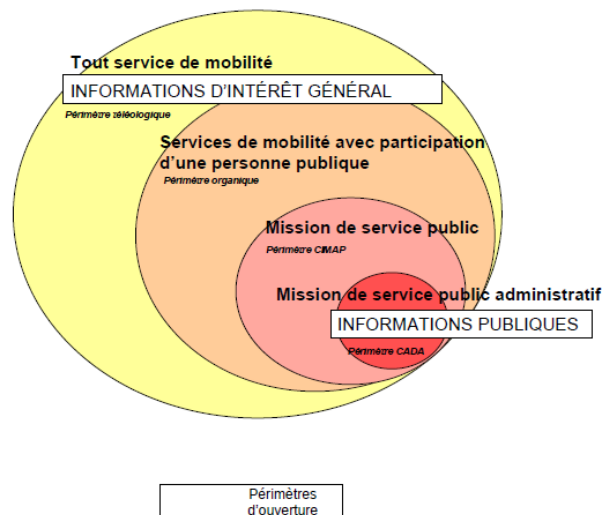 Tout service de mobilité
INFORMATIONS D'INTÉRÊT GÉNÉRAL
Périmètre téléologique
Services de mobilité avec participation
d'une personne publique
Périmètre organique
Mission de service public
Périmètre CIMAP
Mission de service public administratif
INFORMATIONS PUBLIQUES
Périmètre CADA
Périmètres
d'ouverture